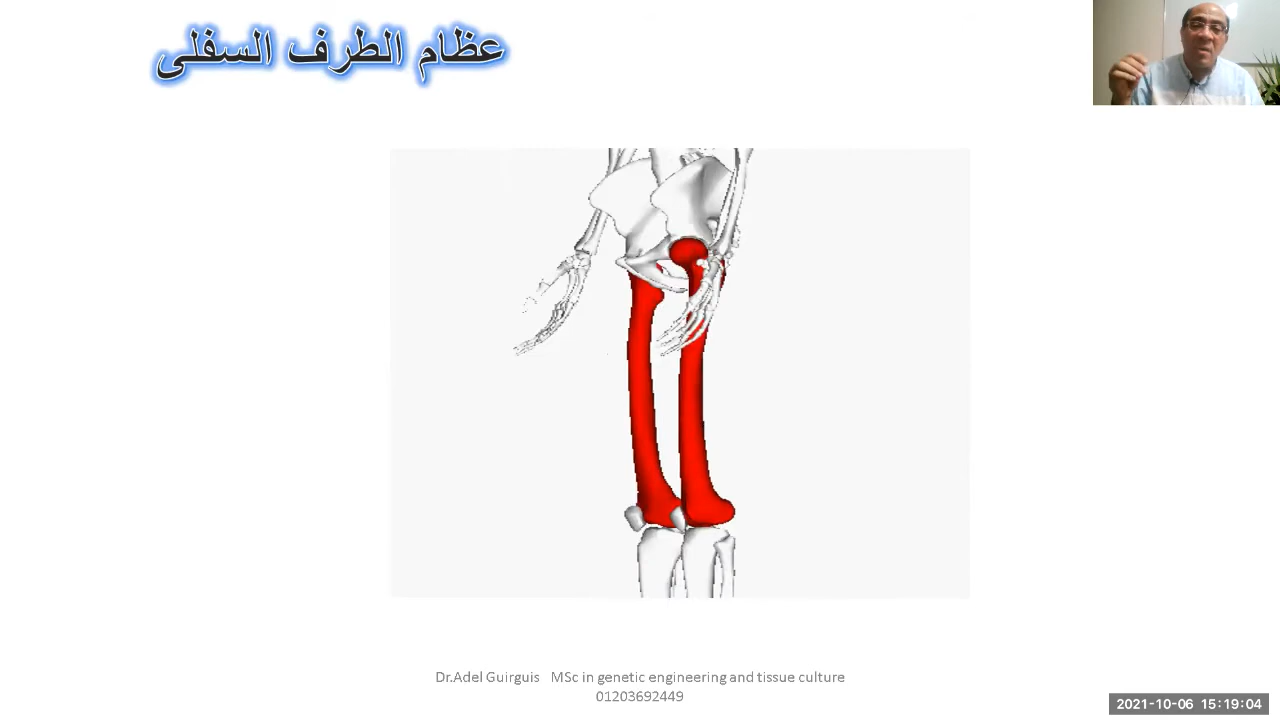 عظام الطرف السفلى
Dr.Adel Guirguis MSc in genetic engineering and tissue culture
01203692449
2021-10-06 15:19:04